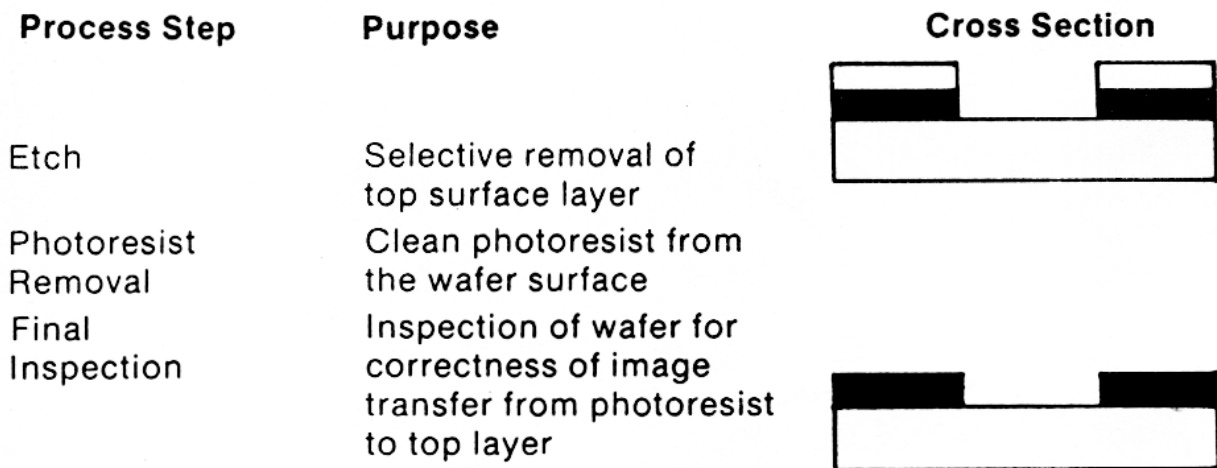 Process Step Purpose Cross Section
Etch Selective removal of
top surface layer
Photoresist Clean photoresist from
Removal the wafer surface
Final Inspection of wafer for
Inspection correctness of image
transfer from photoresist
to top layer